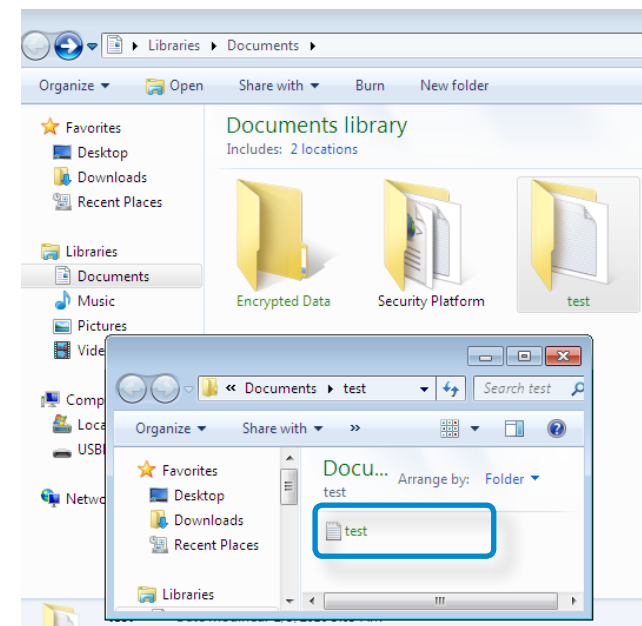 Libraries Documents
Organize Open Share with Burn New folder
Favorites
Desktop
Downloads
Recent Places
Libraries
Documents
Music
Pictures
Documents library
Includes: 2 locations
Encrypted Data Security Platform test
« Documents test Search test
Organize Share with »
Favorites
Desktop
Downloads
Recent Places
Libraries
Docu...
test
Arrange by: Folder
test